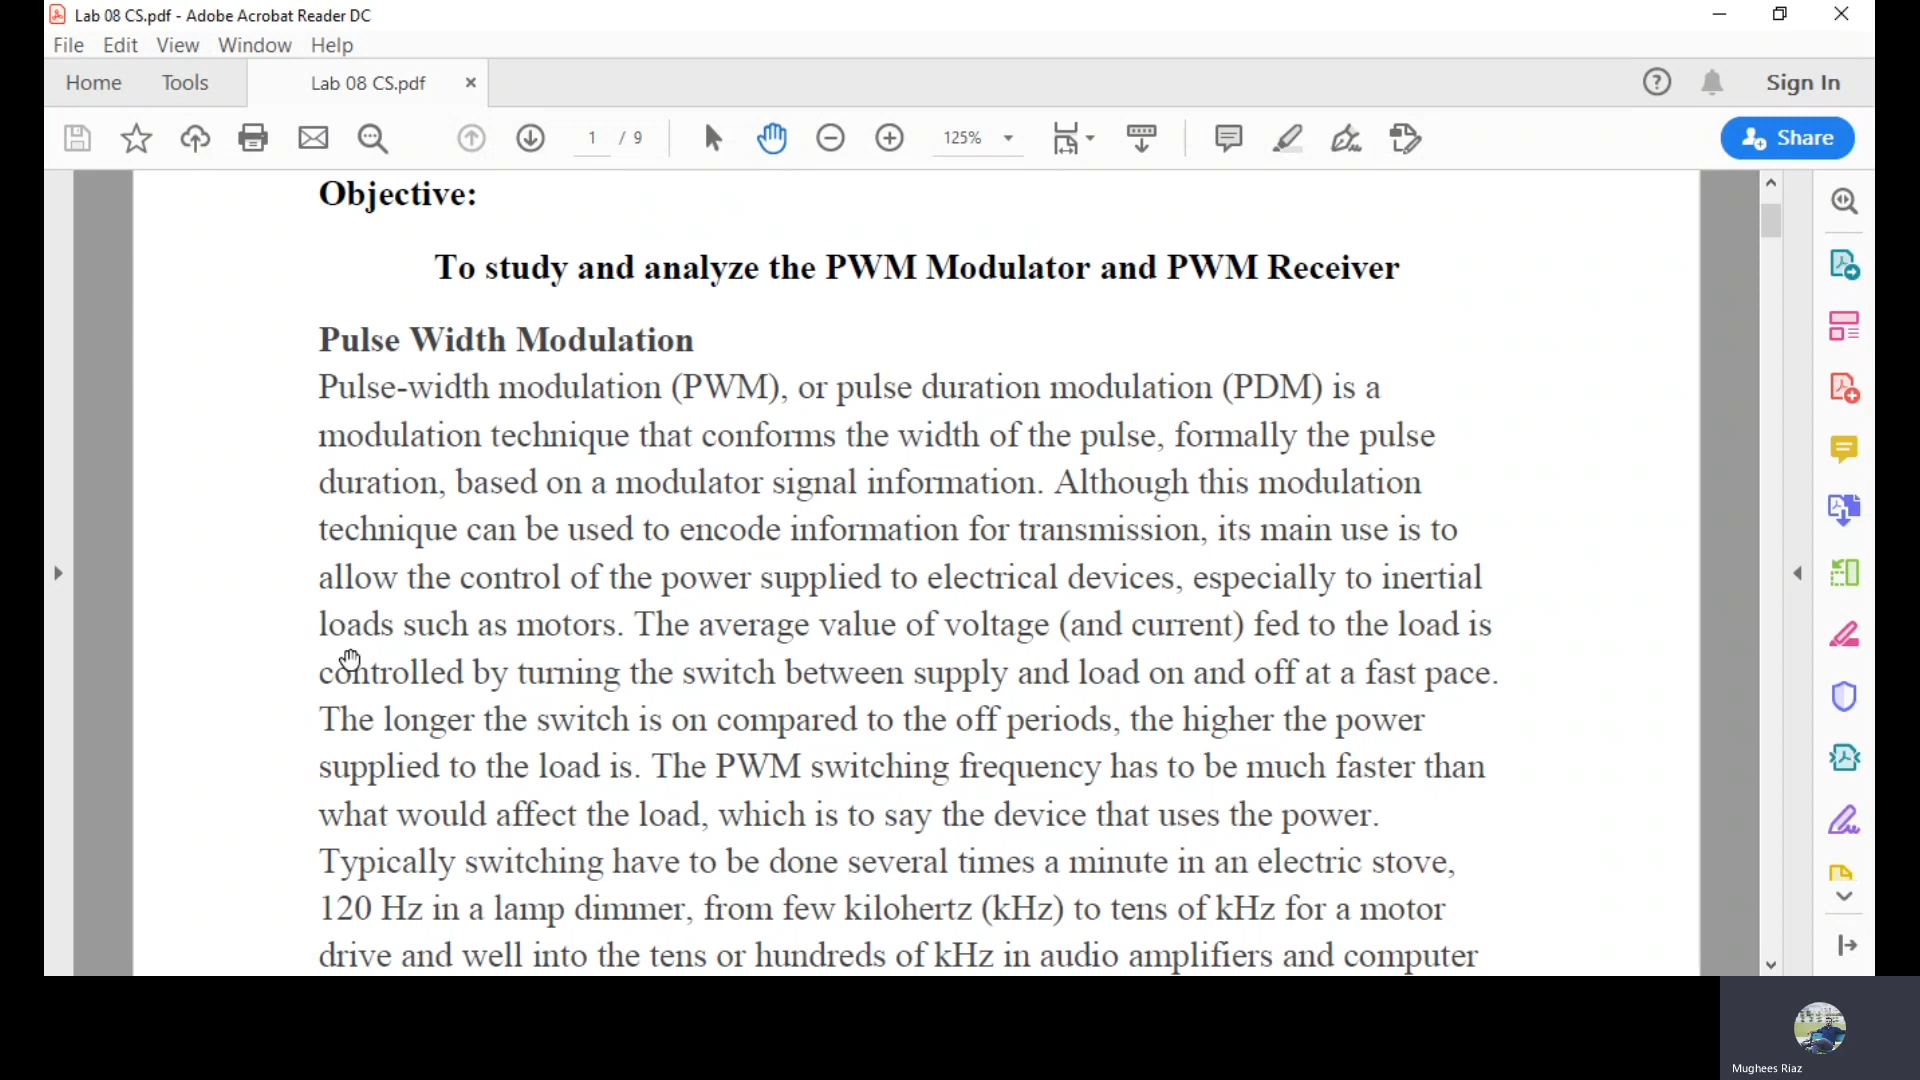 Lab 08 CS.pdf - Adobe Acrobat Reader DC
File Edit View Window Help
Home Tools Lab 08 CS.pdf × Sign In
1 / 9 125% Share
Objective:
To study and analyze the PWM Modulator and PWM Receiver
Pulse Width Modulation
Pulse-width modulation (PWM), or pulse duration modulation (PDM) is a
modulation technique that conforms the width of the pulse, formally the pulse
duration, based on a modulator signal information. Although this modulation
technique can be used to encode information for transmission, its main use is to
allow the control of the power supplied to electrical devices, especially to inertial
loads such as motors. The average value of voltage (and current) fed to the load is
controlled by turning the switch between supply and load on and off at a fast pace.
The longer the switch is on compared to the off periods, the higher the power
supplied to the load is. The PWM switching frequency has to be much faster than
what would affect the load, which is to say the device that uses the power.
Typically switching have to be done several times a minute in an electric stove,
120 Hz in a lamp dimmer, from few kilohertz (kHz) to tens of kHz for a motor
drive and well into the tens or hundreds of kHz in audio amplifiers and computer
Mughees Riaz